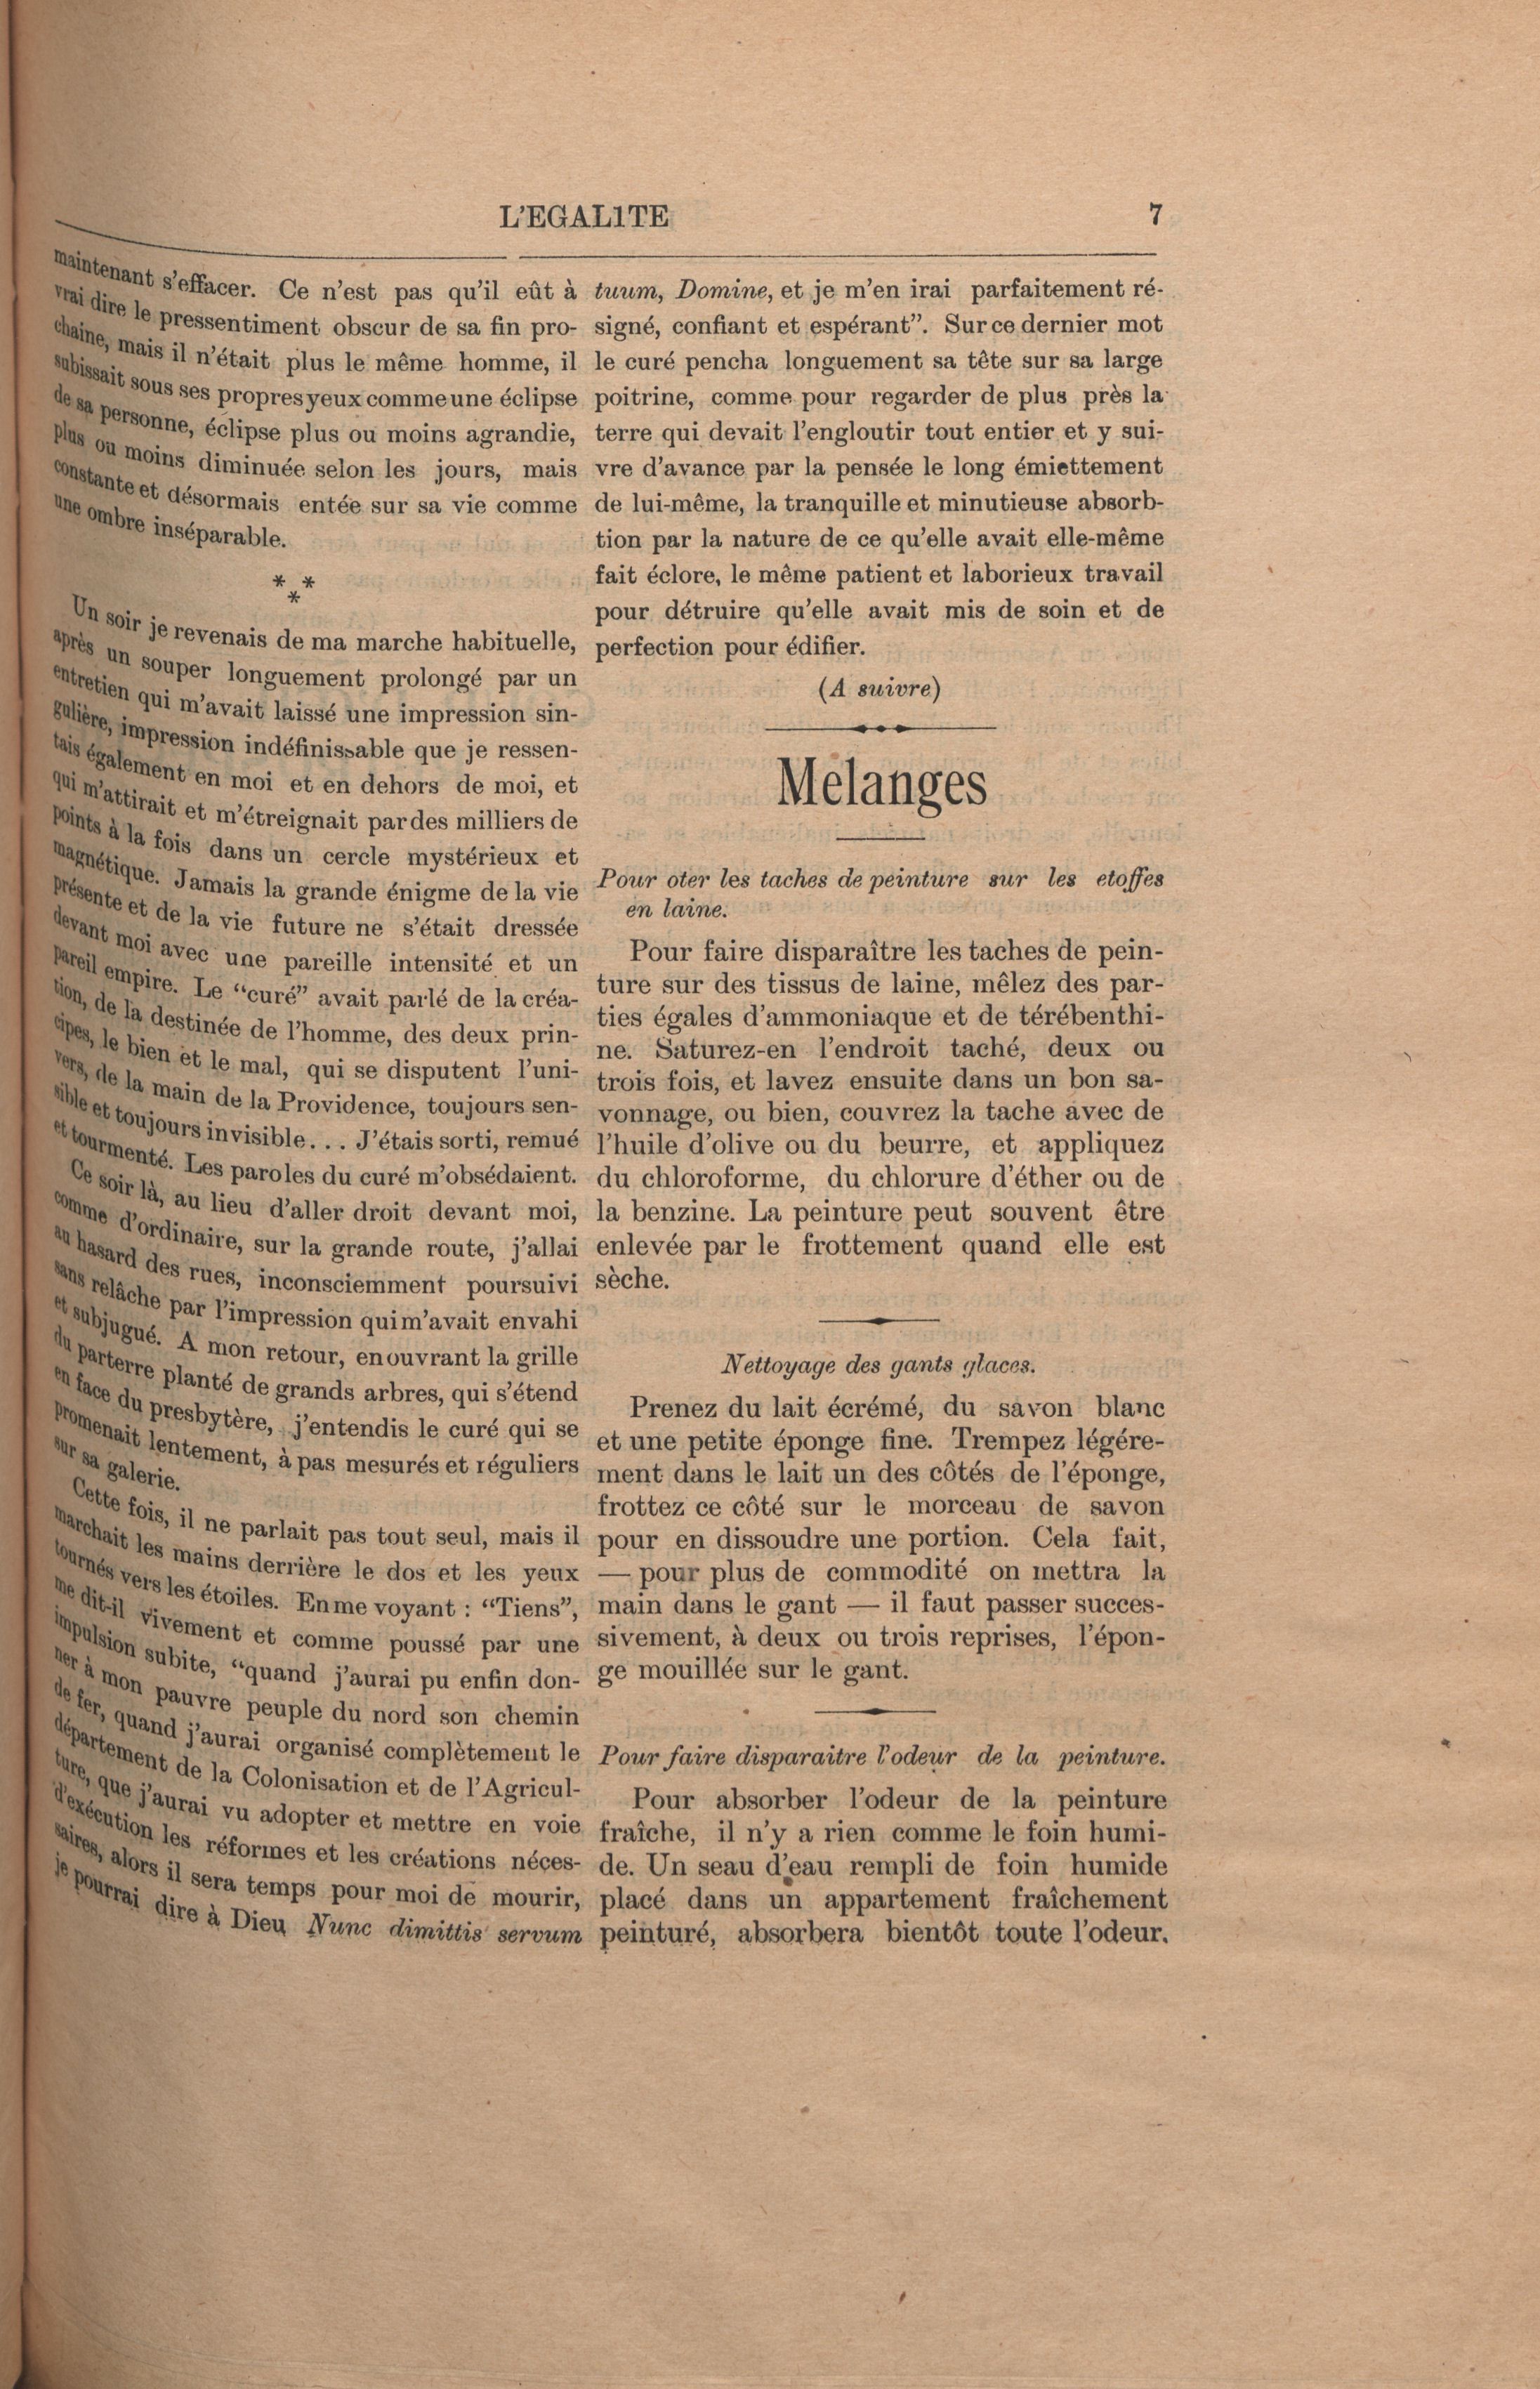 L'EGALITE 7
maintenant s'effacer. Ce n'est pas qu'il eût à
vrai dire le pressentiment obscur de sa fin pro-
chaine, mais il n'était plus le même homme, il
subissait sous ses propres yeux comme une éclipse
de sa personne, éclipse plus ou moins agrandie,
plus ou moins diminuée selon les jours, mais
constante et désormais entée sur sa vie comme
une ombre inséparable.
* *
*
Un soir je revenais de ma marche habituelle,
après un souper longuement prolongé par un
entretien qui m'avait laissé une impression sin-
gulière, impression indéfinissable que je ressen-
tais également en moi et en dehors de moi, et
qui m'attirait et m'étreignait par des milliers de
points à la fois dans un cercle mystérieux et
magnétique. Jamais la grande énigme de la vie
présente et de la vie future ne s'était dressée
devant moi avec une pareille intensité et un
pareil empire. Le “curé” avait parlé de la créa-
tion, de la destinée de l'homme, des deux prin-
cipes, le bien et le mal, qui se disputent l'uni-
vers, de la main de la Providence, toujours sen-
sible et toujours invisible... J'étais sorti, remué
et tourmenté. Les paroles du curé m'obsédaient.
Ce soir là, au lieu d'aller droit devant moi,
comme d'ordinaire, sur la grande route, j'allai
au hasard des rues, inconsciemment poursuivi
sans relâche par l'impression qui m'avait envahi
et subjugué. A mon retour, en ouvrant la grille
du parterre planté de grands arbres, qui s'étend
en face du presbytère, j'entendis le curé qui se
promenait lentement, à pas mesurés et réguliers
sur sa galerie.
Cette fois, il ne parlait pas tout seul, mais il
marchait les mains derrière le dos et les yeux
tournés vers les étoiles. En me voyant : “Tiens”,
me dit-il vivement et comme poussé par une
impulsion subite, “quand j'aurai pu enfin don-
ner à mon pauvre peuple du nord son chemin
de fer, quand j'aurai organisé complètement le
département de la Colonisation et de l'Agricul-
ture, que j'aurai vu adopter et mettre en voie
d'exécution les réformes et les créations néces-
saires, alors il sera temps pour moi de mourir,
je pourrai dire à Dieu Nunc dimittis servum
tuum, Domine, et je m'en irai parfaitement ré-
signé, confiant et espérant”. Sur ce dernier mot
le curé pencha longuement sa tête sur sa large
poitrine, comme pour regarder de plus près la
terre qui devait l'engloutir tout entier et y sui-
vre d'avance par la pensée le long émiettement
de lui-même, la tranquille et minutieuse absorb-
tion par la nature de ce qu'elle avait elle-même
fait éclore, le même patient et laborieux travail
pour détruire qu'elle avait mis de soin et de
perfection pour édifier.
(A suivre)
Mélanges
Pour oter les taches de peinture sur les etoffes
en laine.
Pour faire disparaître les taches de pein-
ture sur des tissus de laine, mêlez des par-
ties égales d'ammoniaque et de térébenthi-
ne. Saturez-en l'endroit taché, deux ou
trois fois, et lavez ensuite dans un bon sa-
vonnage, ou bien, couvrez la tache avec de
l'huile d'olive ou du beurre, et appliquez
du chloroforme, du chlorure d'éther ou de
la benzine. La peinture peut souvent être
enlevée par le frottement quand elle est
sèche.
Nettoyage des gants glaces.
Prenez du lait écrémé, du savon blanc
et une petite éponge fine. Trempez légére-
ment dans le lait un des côtés de l'éponge,
frottez ce côté sur le morceau de savon
pour en dissoudre une portion. Cela fait,
— pour plus de commodité on mettra la
main dans le gant — il faut passer succes-
sivement, à deux ou trois reprises, l'épon-
ge mouillée sur le gant.
Pour faire disparaitre l'odeur de la peinture.
Pour absorber l'odeur de la peinture
fraîche, il n'y a rien comme le foin humi-
de. Un seau d'eau rempli de foin humide
placé dans un appartement fraîchement
peinturé, absorbera bientôt toute l'odeur.